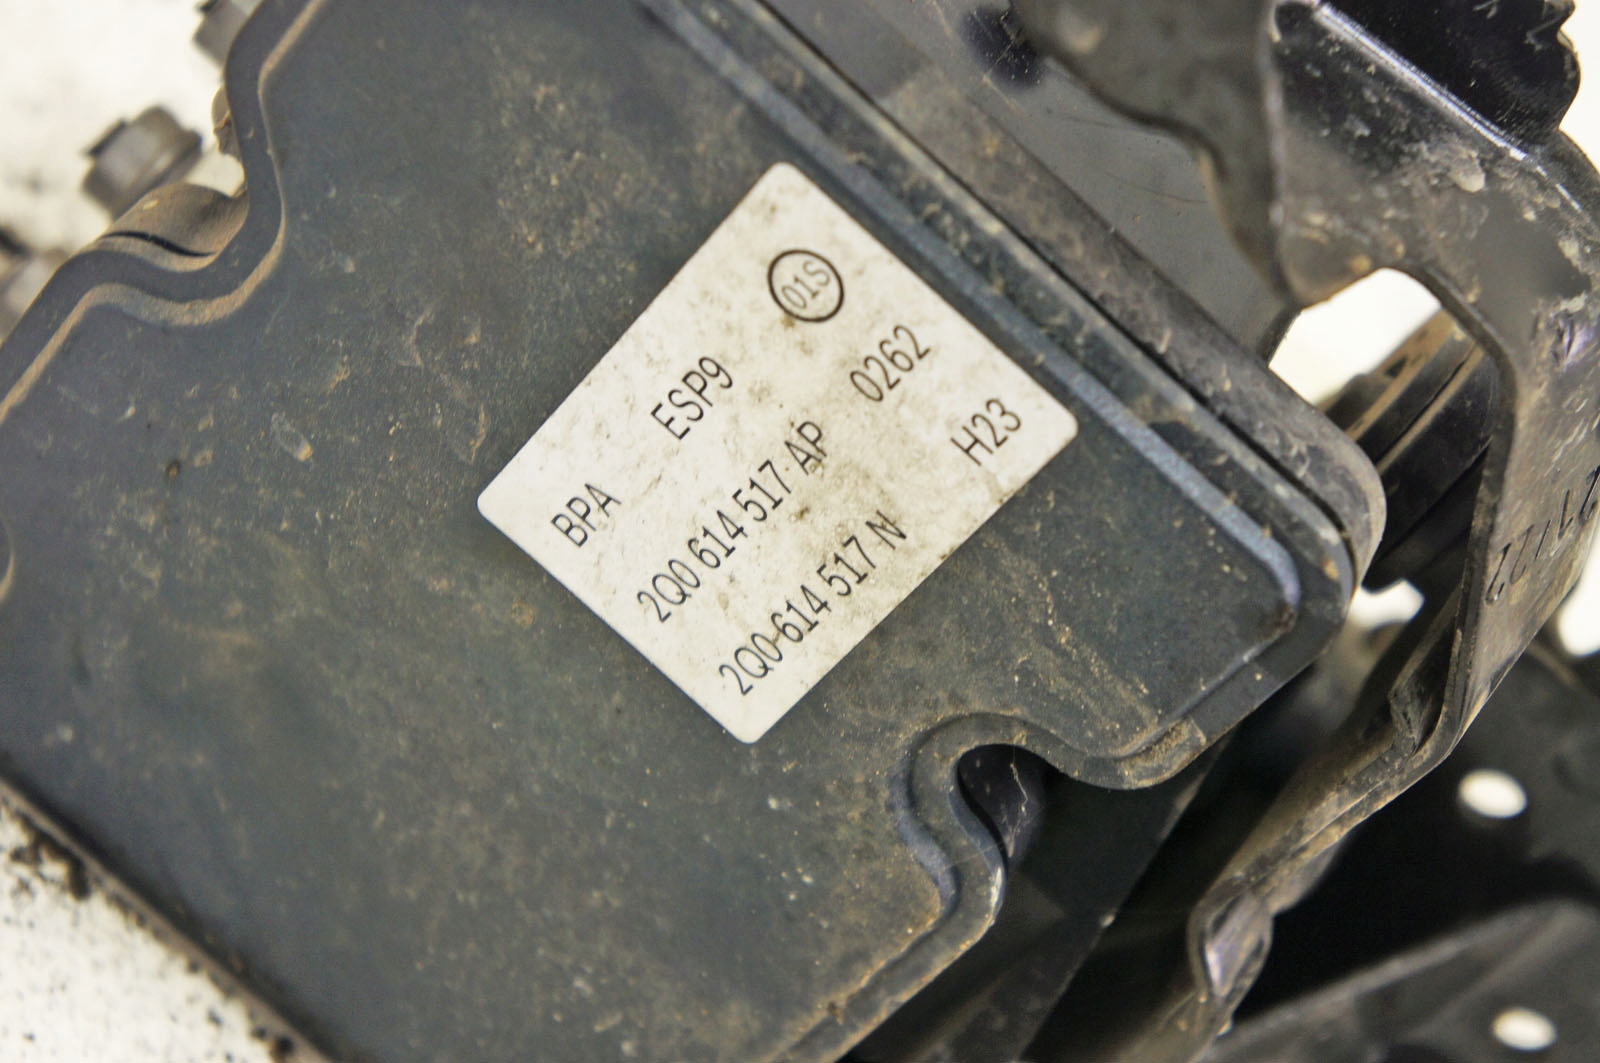 01S
BPA ESP9
2Q0 614 517 AP 0262
2Q0 614 517 N H23